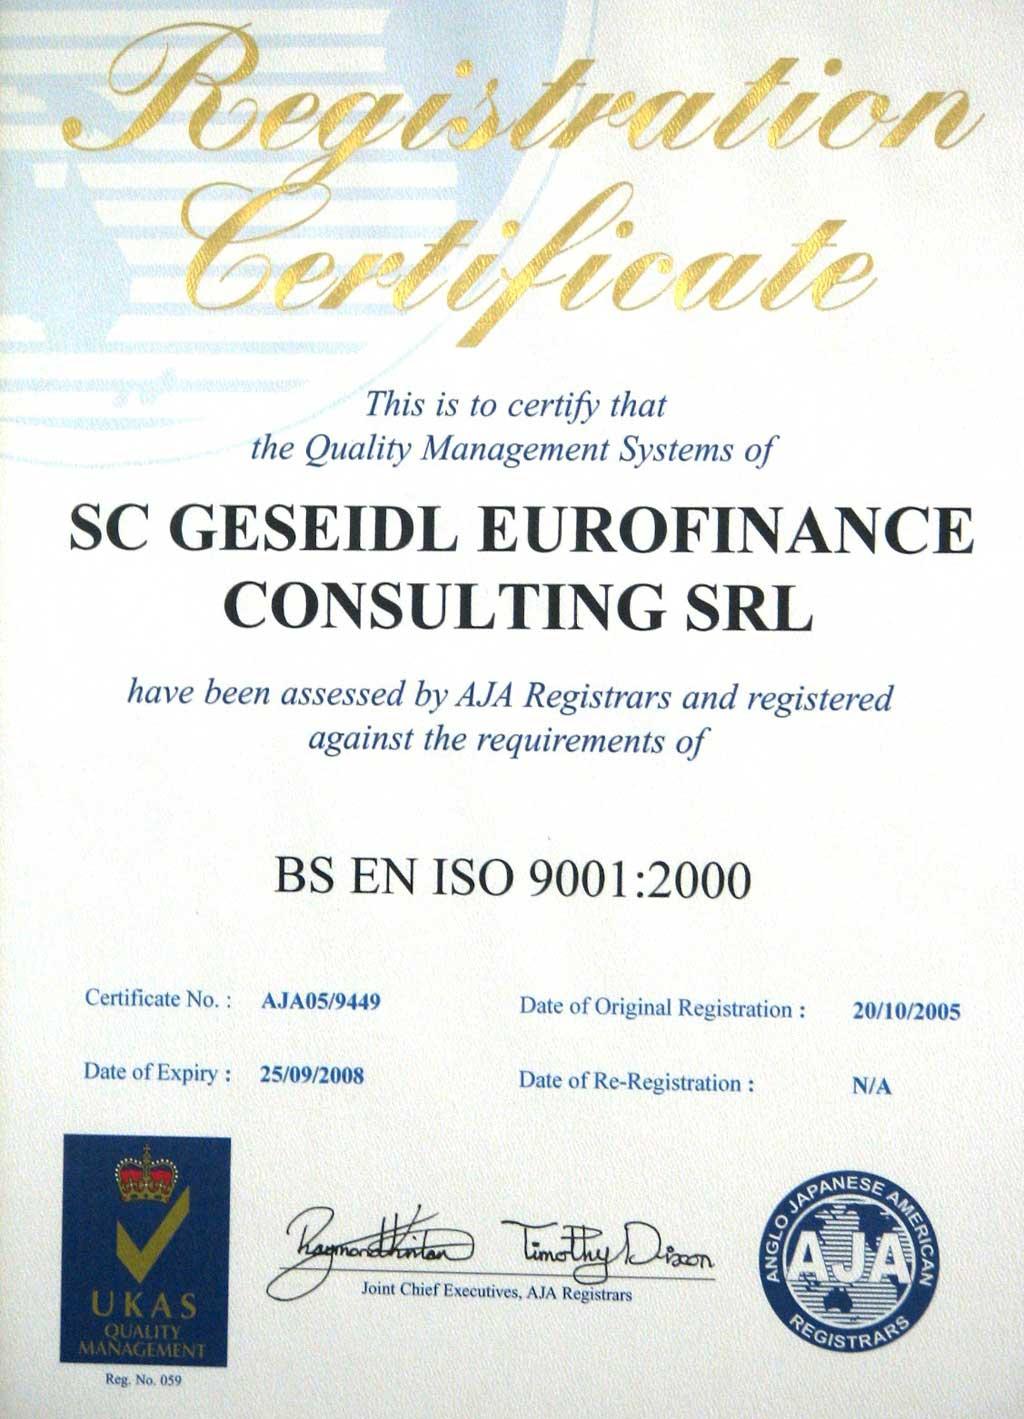 Registration
Certificate
This is to certify that
the Quality Management Systems of
SC GESEIDL EUROFINANCE
CONSULTING SRL
have been assessed by AJA Registrars and registered
against the requirements of
BS EN ISO 9001:2000
Certificate No. : AJA05/9449
Date of Original Registration : 20/10/2005
Date of Expiry : 25/09/2008
Date of Re-Registration : N/A
UKAS
QUALITY
MANAGEMENT
Reg. No. 059
Timothy Dixon
Joint Chief Executives, AJA Registrars
ANGLO JAPANESE AMERICAN
AJA
REGISTRARS